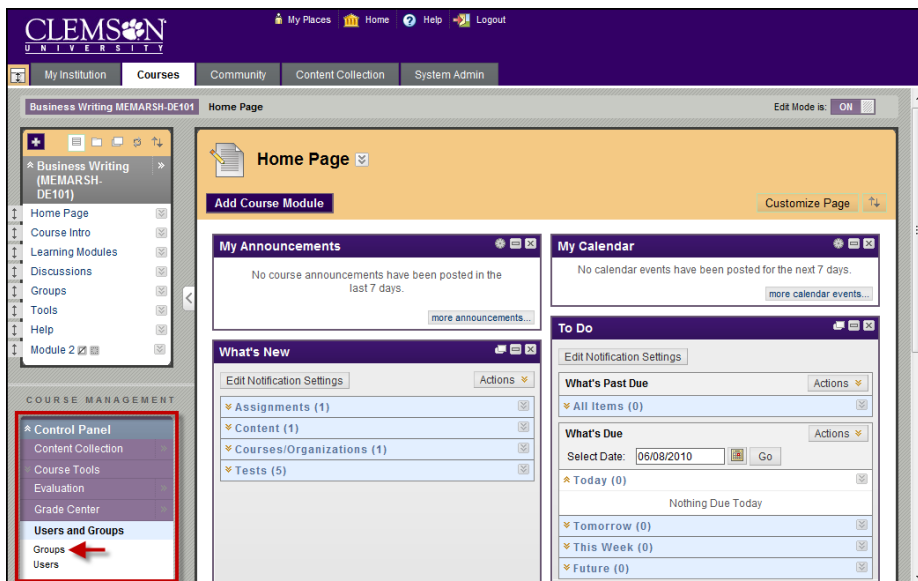 CLEMSON
UNIVERSITY
My Places Home Help Logout
My Institution Courses Community Content Collection System Admin
Business Writing MEMARSH-DE101 Home Page
Edit Mode is: ON
Business Writing
(MEMARSH-
DE101)
Home Page
Course Intro
Learning Modules
Discussions
Groups
Tools
Help
Module 2
COURSE MANAGEMENT
Control Panel
Content Collection
Course Tools
Evaluation
Grade Center
Users and Groups
Groups
Users
Home Page
Add Course Module
Customize Page
My Announcements
No course announcements have been posted in the
last 7 days.
more announcements...
What's New
Edit Notification Settings
Actions
Assignments (1)
Content (1)
Courses/Organizations (1)
Tests (5)
My Calendar
No calendar events have been posted for the next 7 days.
more calendar events...
To Do
Edit Notification Settings
What's Past Due Actions
All Items (0)
What's Due Actions
Select Date: 06/08/2010 Go
Today (0)
Nothing Due Today
Tomorrow (0)
This Week (0)
Future (0)